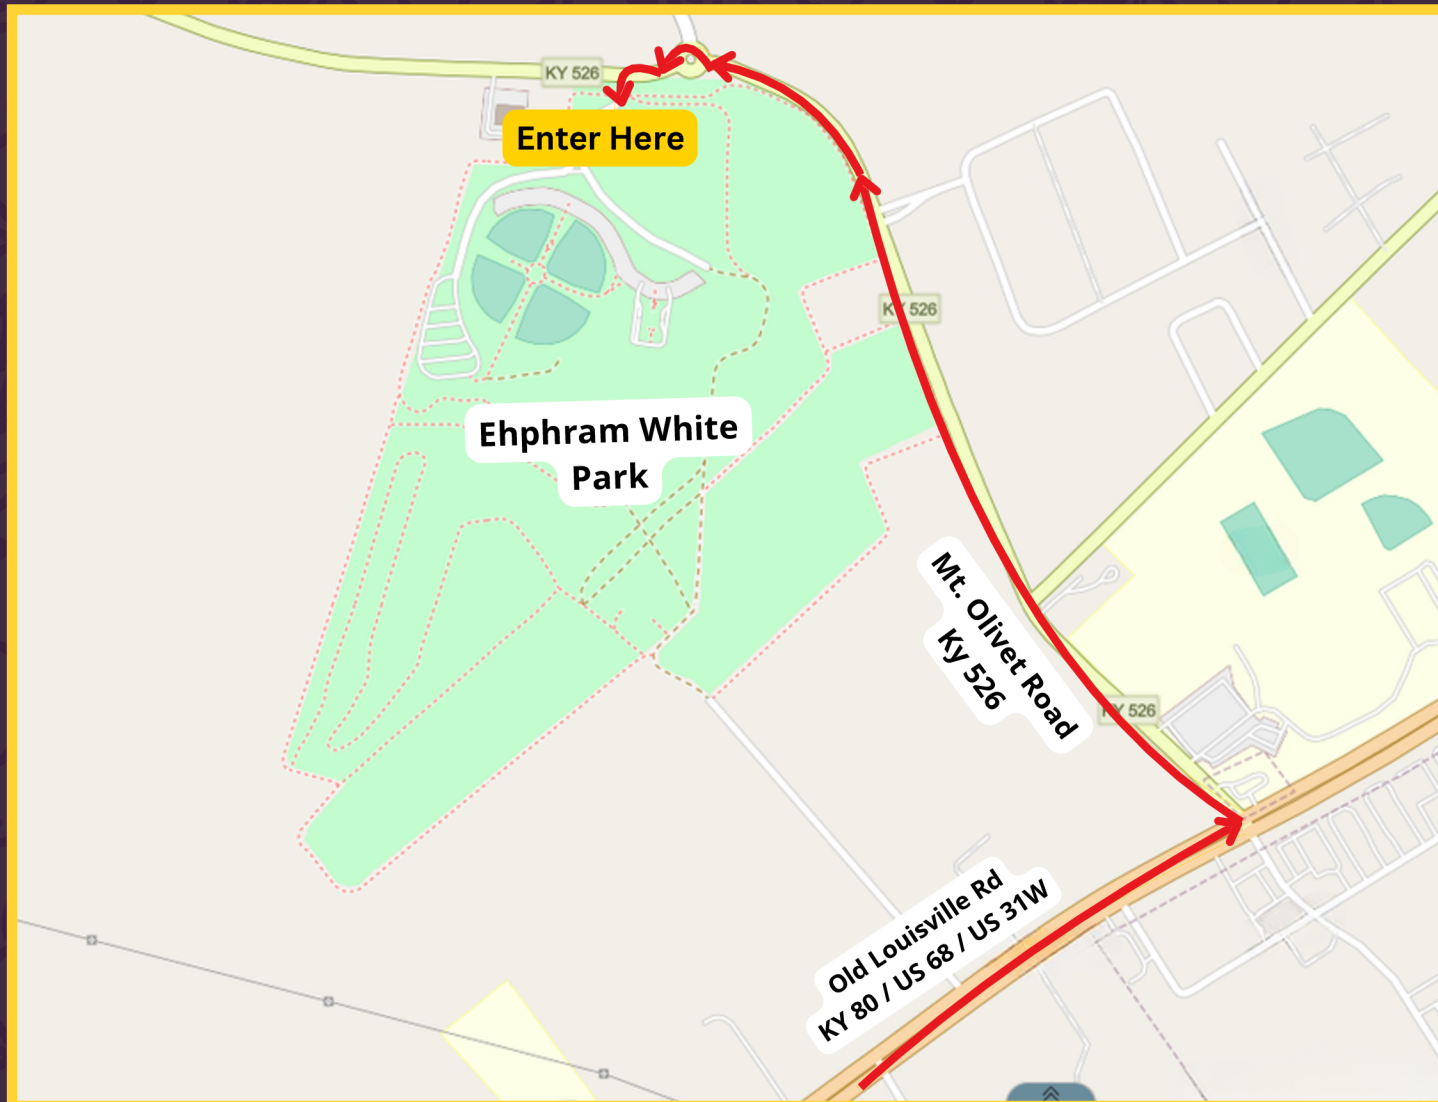 KY 526
Enter Here
KY 526
Ehphram White
Park
Mt. Olivet Road
Ky 526
KY 526
Old Louisville Rd
KY 80 / US 68 / US 31W